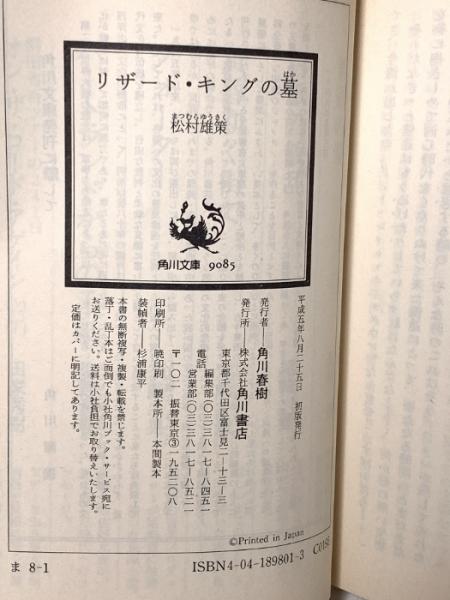 リザード・キングの墓
はか
松村雄策
まつむらゆうさく
角川文庫 9085
平成五年八月二十五日 初版発行
発行者――角川春樹
発行所――株式会社角川書店
東京都千代田区富士見二―十三―三
電話 編集部(〇三)三八一七―八四五一
営業部(〇三)三八一七―八五二一
〒一〇二 振替東京③一九五二〇八
印刷所――暁印刷 製本所――本間製本
装幀者――杉浦康平
本書の無断複写・複製・転載を禁じます。
落丁・乱丁本はご面倒でも小社角川ブック・サービス宛に
お送りください。送料は小社負担でお取り替えいたします。
定価はカバーに明記してあります。
©Printed in Japan
ま 8-1
ISBN4-04-189801-3